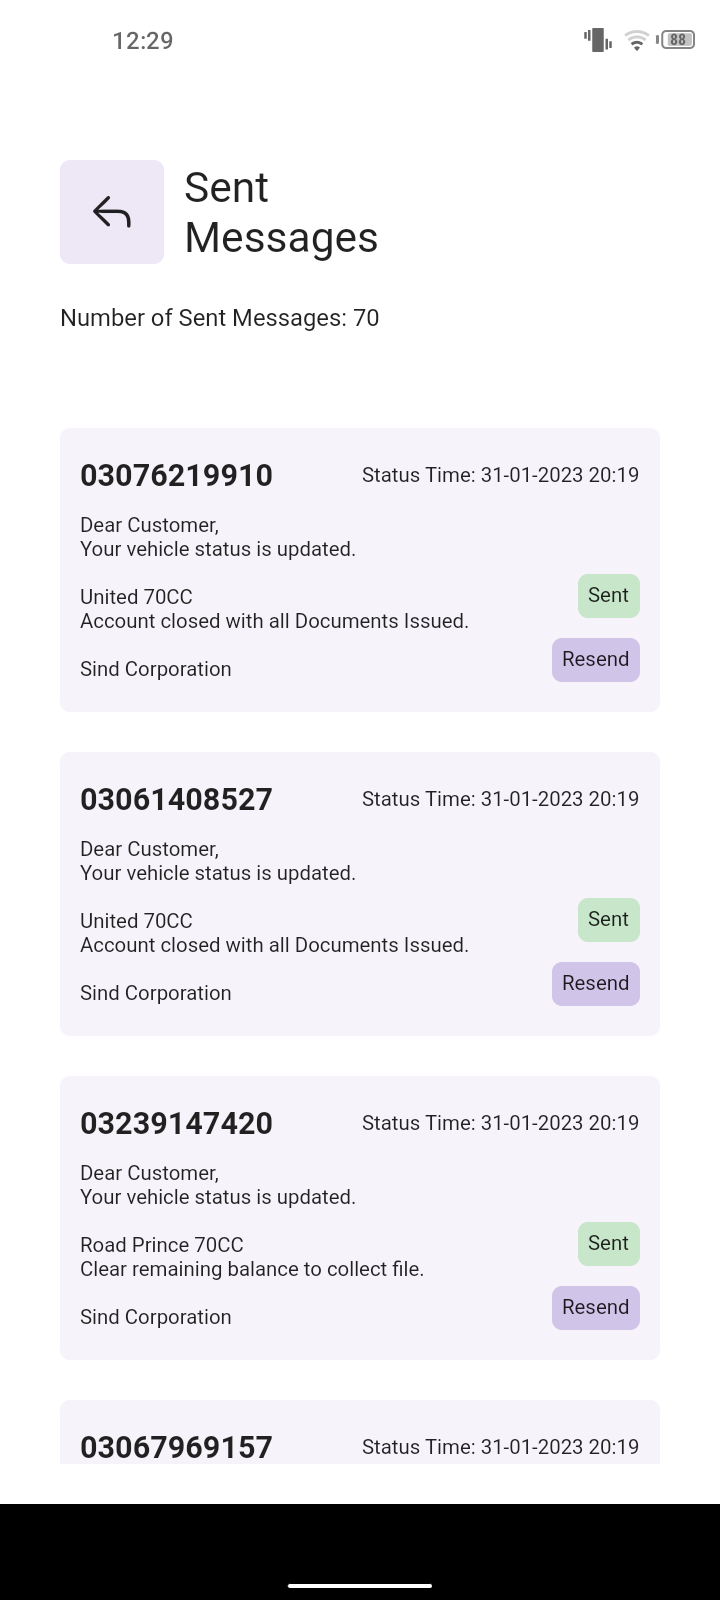 12:29
88
Sent
Messages
Number of Sent Messages: 70
03076219910
Status Time: 31-01-2023 20:19
Dear Customer,
Your vehicle status is updated.
United 70CC
Account closed with all Documents Issued.
Sind Corporation
Sent
Resend
03061408527
Status Time: 31-01-2023 20:19
Dear Customer,
Your vehicle status is updated.
United 70CC
Account closed with all Documents Issued.
Sind Corporation
Sent
Resend
03239147420
Status Time: 31-01-2023 20:19
Dear Customer,
Your vehicle status is updated.
Road Prince 70CC
Clear remaining balance to collect file.
Sind Corporation
Sent
Resend
03067969157
Status Time: 31-01-2023 20:19